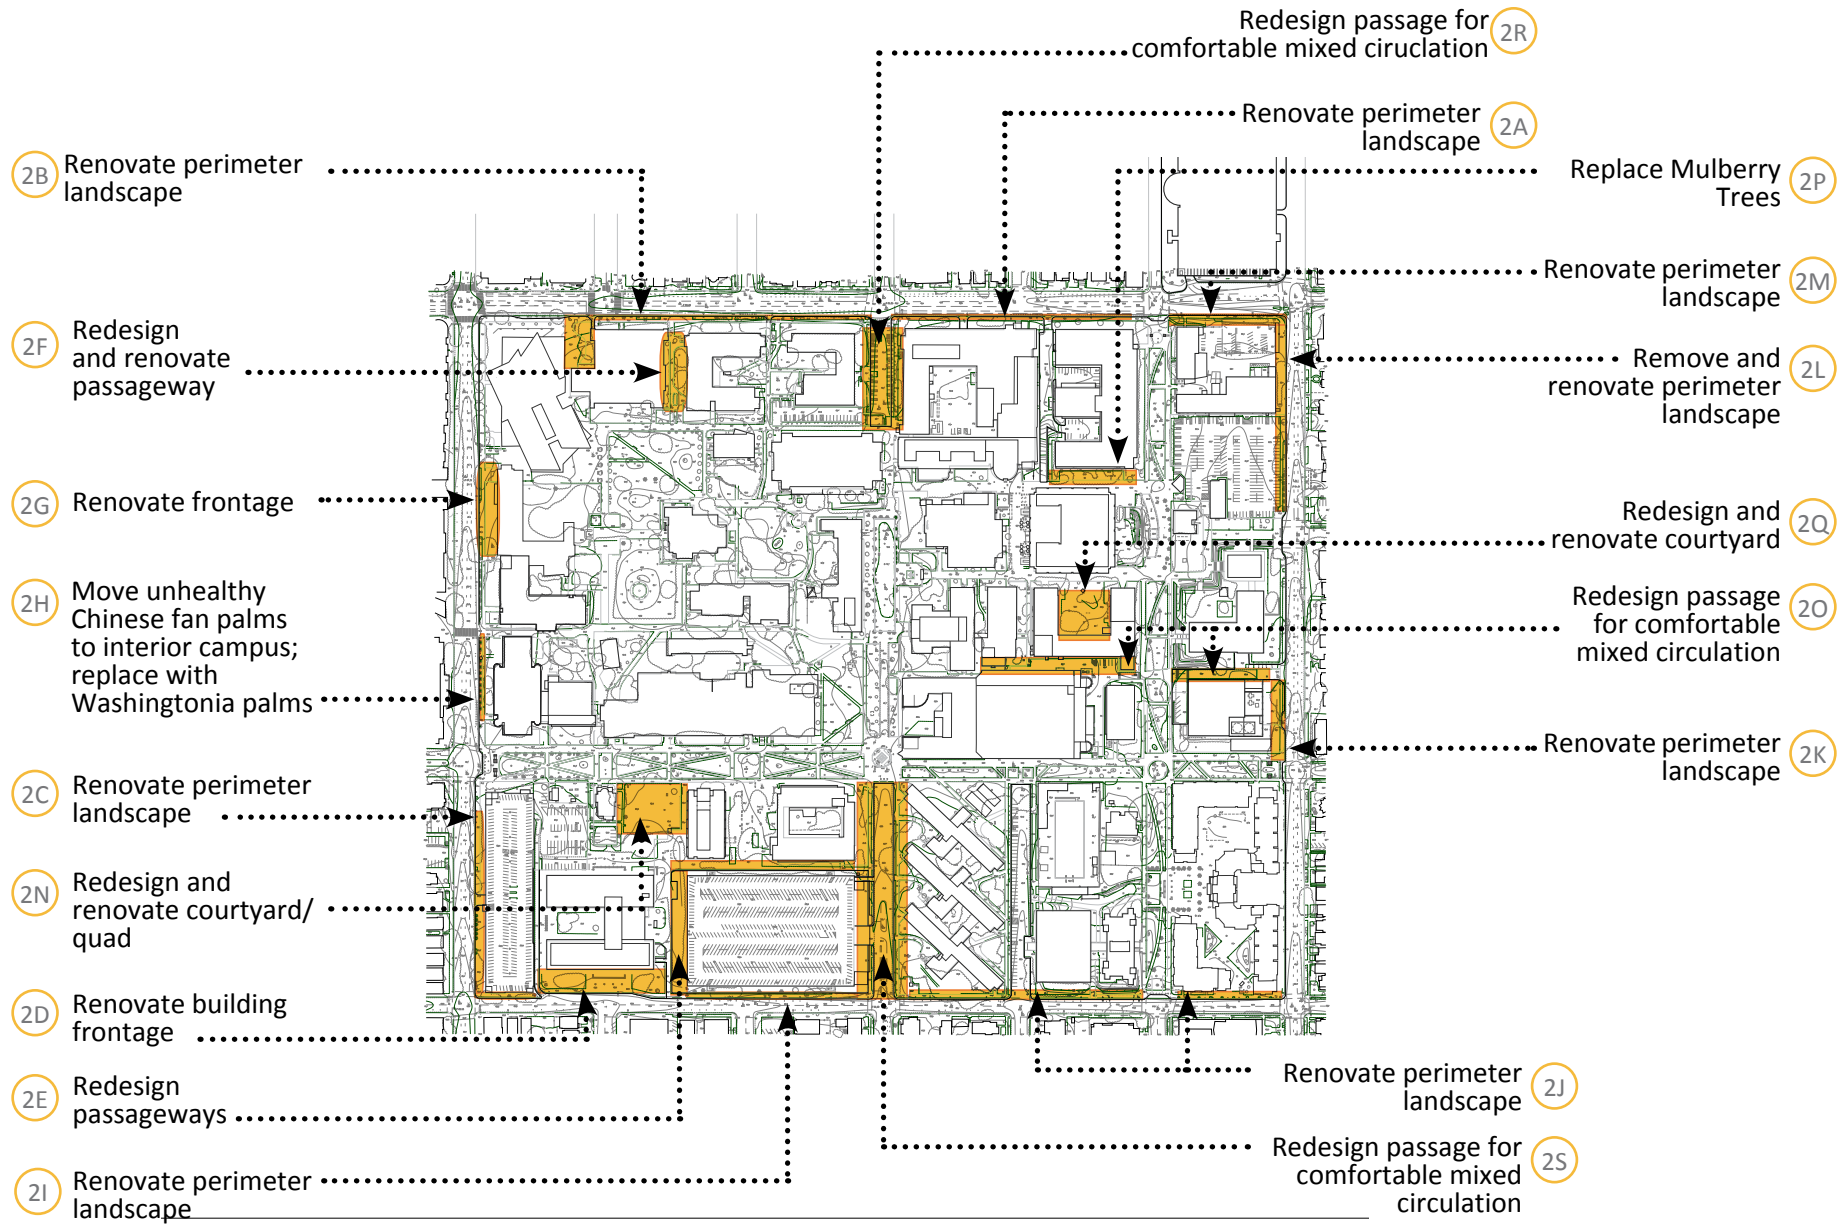 Redesign passage for
comfortable mixed ciruclation
2R
Renovate perimeter
landscape
2A
2B
Renovate perimeter
landscape
Replace Mulberry
Trees
2P
Renovate perimeter
landscape
2M
2F
Redesign
and renovate
passageway
Remove and
renovate perimeter
landscape
2L
2G
Renovate frontage
Redesign and
renovate courtyard
2Q
2H
Move unhealthy
Chinese fan palms
to interior campus;
replace with
Washingtonia palms
Redesign passage
for comfortable
mixed circulation
2O
Renovate perimeter
landscape
2K
2C
Renovate perimeter
landscape
2N
Redesign and
renovate courtyard/
quad
2D
Renovate building
frontage
2E
Redesign
passageways
Renovate perimeter
landscape
2J
Redesign passage for
comfortable mixed
circulation
2S
2I
Renovate perimeter
landscape